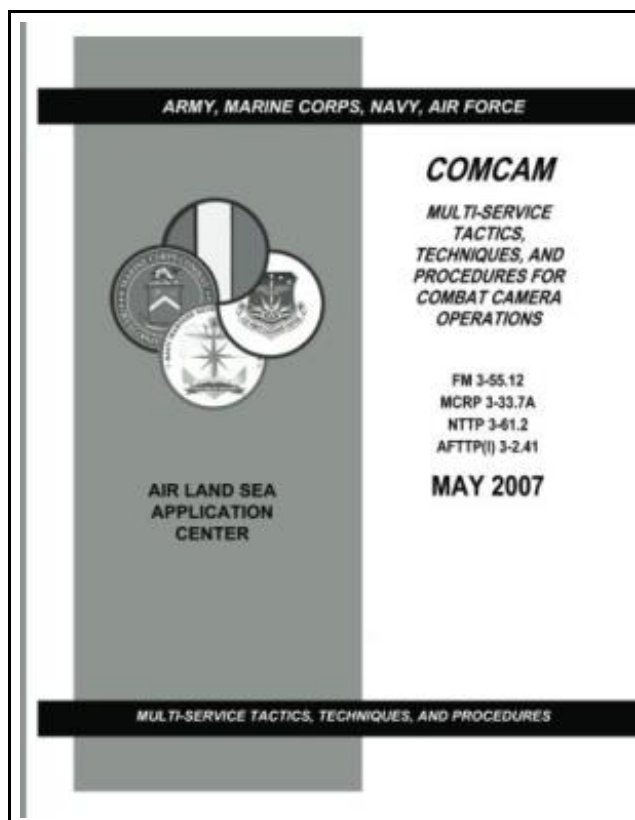 ARMY, MARINE CORPS, NAVY, AIR FORCE
COMCAM
MULTI-SERVICE
TACTICS,
TECHNIQUES, AND
PROCEDURES FOR
COMBAT CAMERA
OPERATIONS
FM 3-55.12
MCRP 3-33.7A
NTTP 3-61.2
AFTTP(I) 3-2.41
MAY 2007
AIR LAND SEA
APPLICATION
CENTER
MULTI-SERVICE TACTICS, TECHNIQUES, AND PROCEDURES